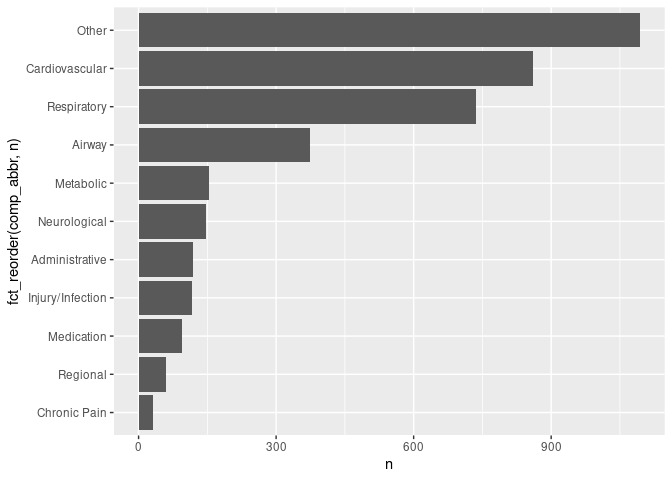 Other
Cardiovascular
Respiratory
Airway
Metabolic
Neurological
Administrative
Injury/Infection
Medication
Regional
Chronic Pain
fct_reorder(comp_abbr, n)
0 300 600 900
n